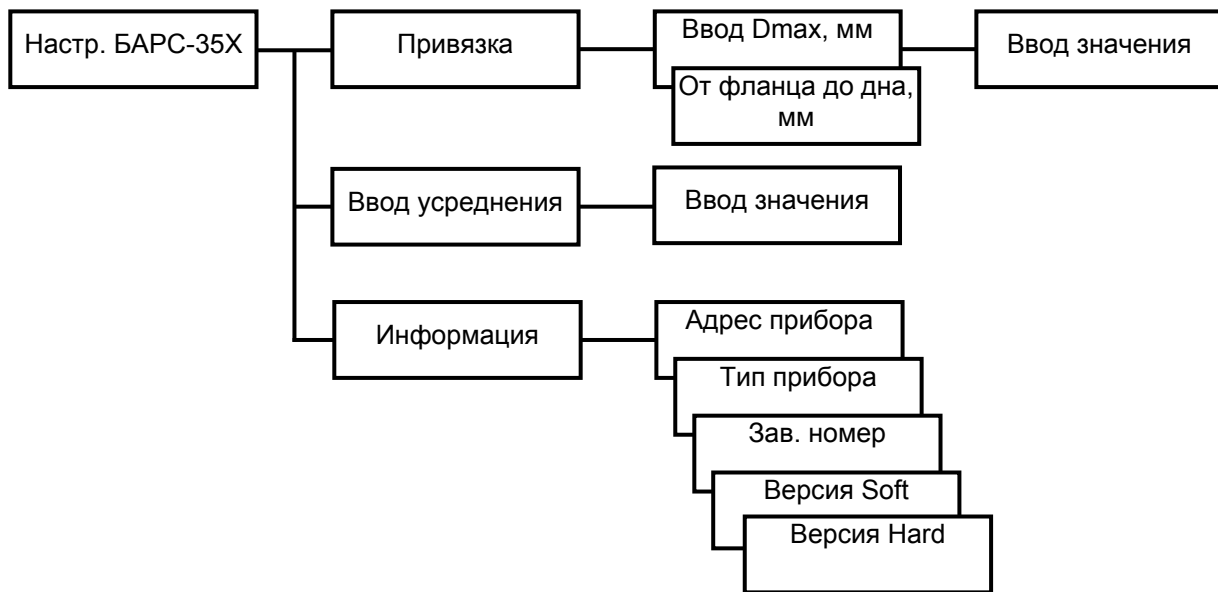 Настр. БАРС-35Х
Привязка
Ввод Dmax, мм
Ввод значения
От фланца до дна,
мм
Ввод усреднения
Ввод значения
Информация
Адрес прибора
Тип прибора
Зав. номер
Версия Soft
Версия Hard